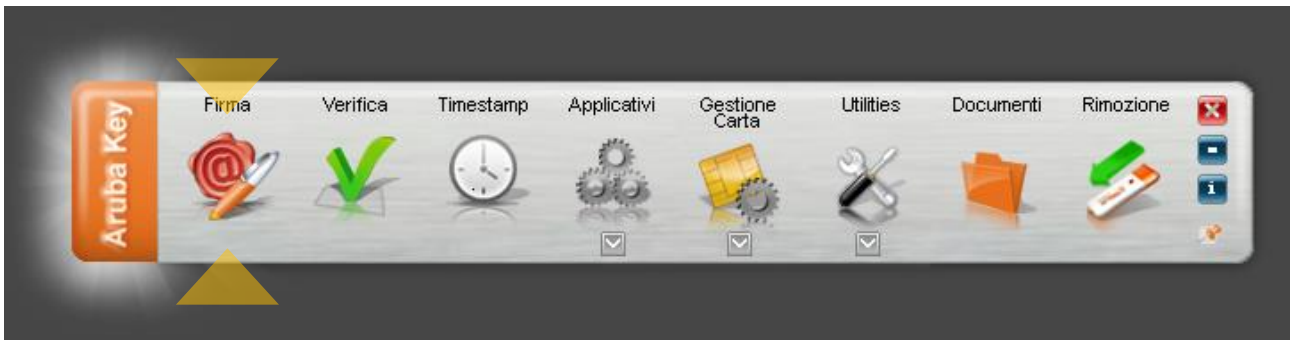 Aruba Key
Firma
Verifica
Timestamp
Applicativi
Gestione
Carta
Utilities
Documenti
Rimozione